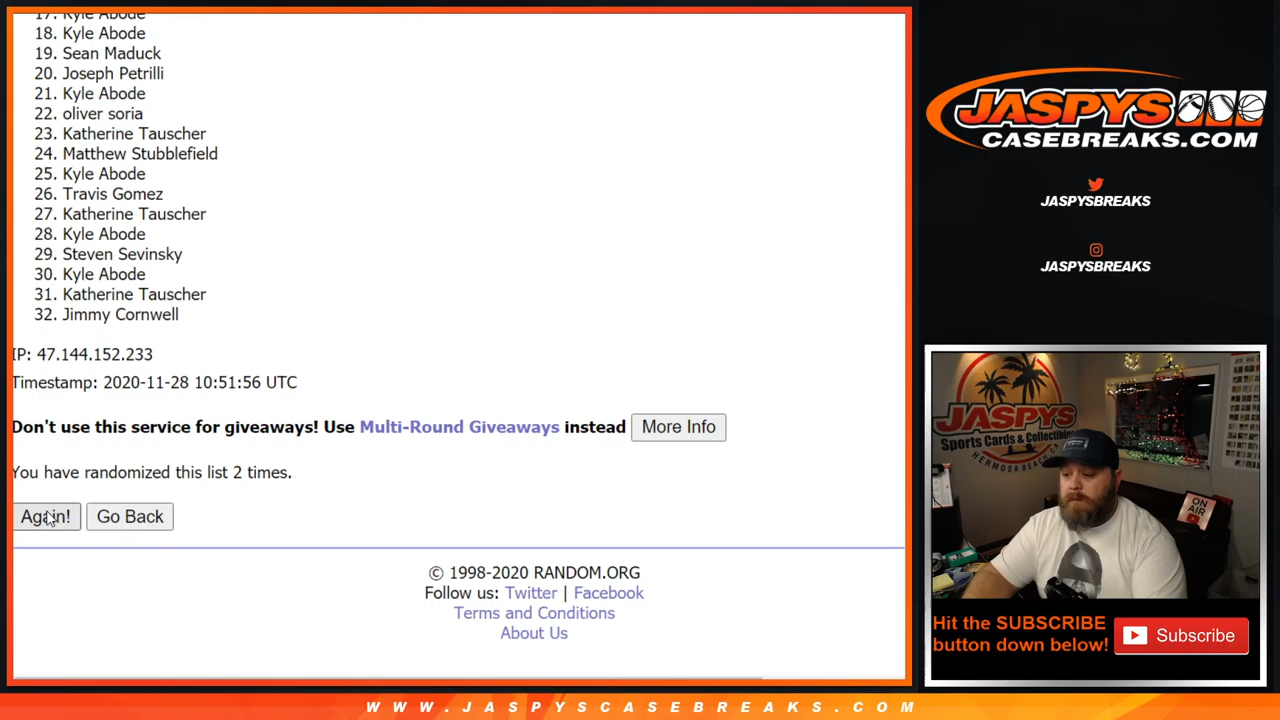 17. Kyle Abode
18. Kyle Abode
19. Sean Maduck
20. Joseph Petrilli
21. Kyle Abode
22. oliver soria
23. Katherine Tauscher
24. Matthew Stubblefield
25. Kyle Abode
26. Travis Gomez
27. Katherine Tauscher
28. Kyle Abode
29. Steven Sevinsky
30. Kyle Abode
31. Katherine Tauscher
32. Jimmy Cornwell
IP: 47.144.152.233
Timestamp: 2020-11-28 10:51:56 UTC
Don't use this service for giveaways! Use Multi-Round Giveaways instead More Info
You have randomized this list 2 times.
Again! Go Back
© 1998-2020 RANDOM.ORG
Follow us: Twitter | Facebook
Terms and Conditions
About Us
JASPYS
CASEBREAKS.COM
JASPYSBREAKS
JASPYSBREAKS
JASPYS
Sports Cards & Collectibles
HERMOSA BEACH, CA
ON
AIR
Hit the SUBSCRIBE
button down below!
Subscribe
WWW.JASPYSCASEBREAKS.COM